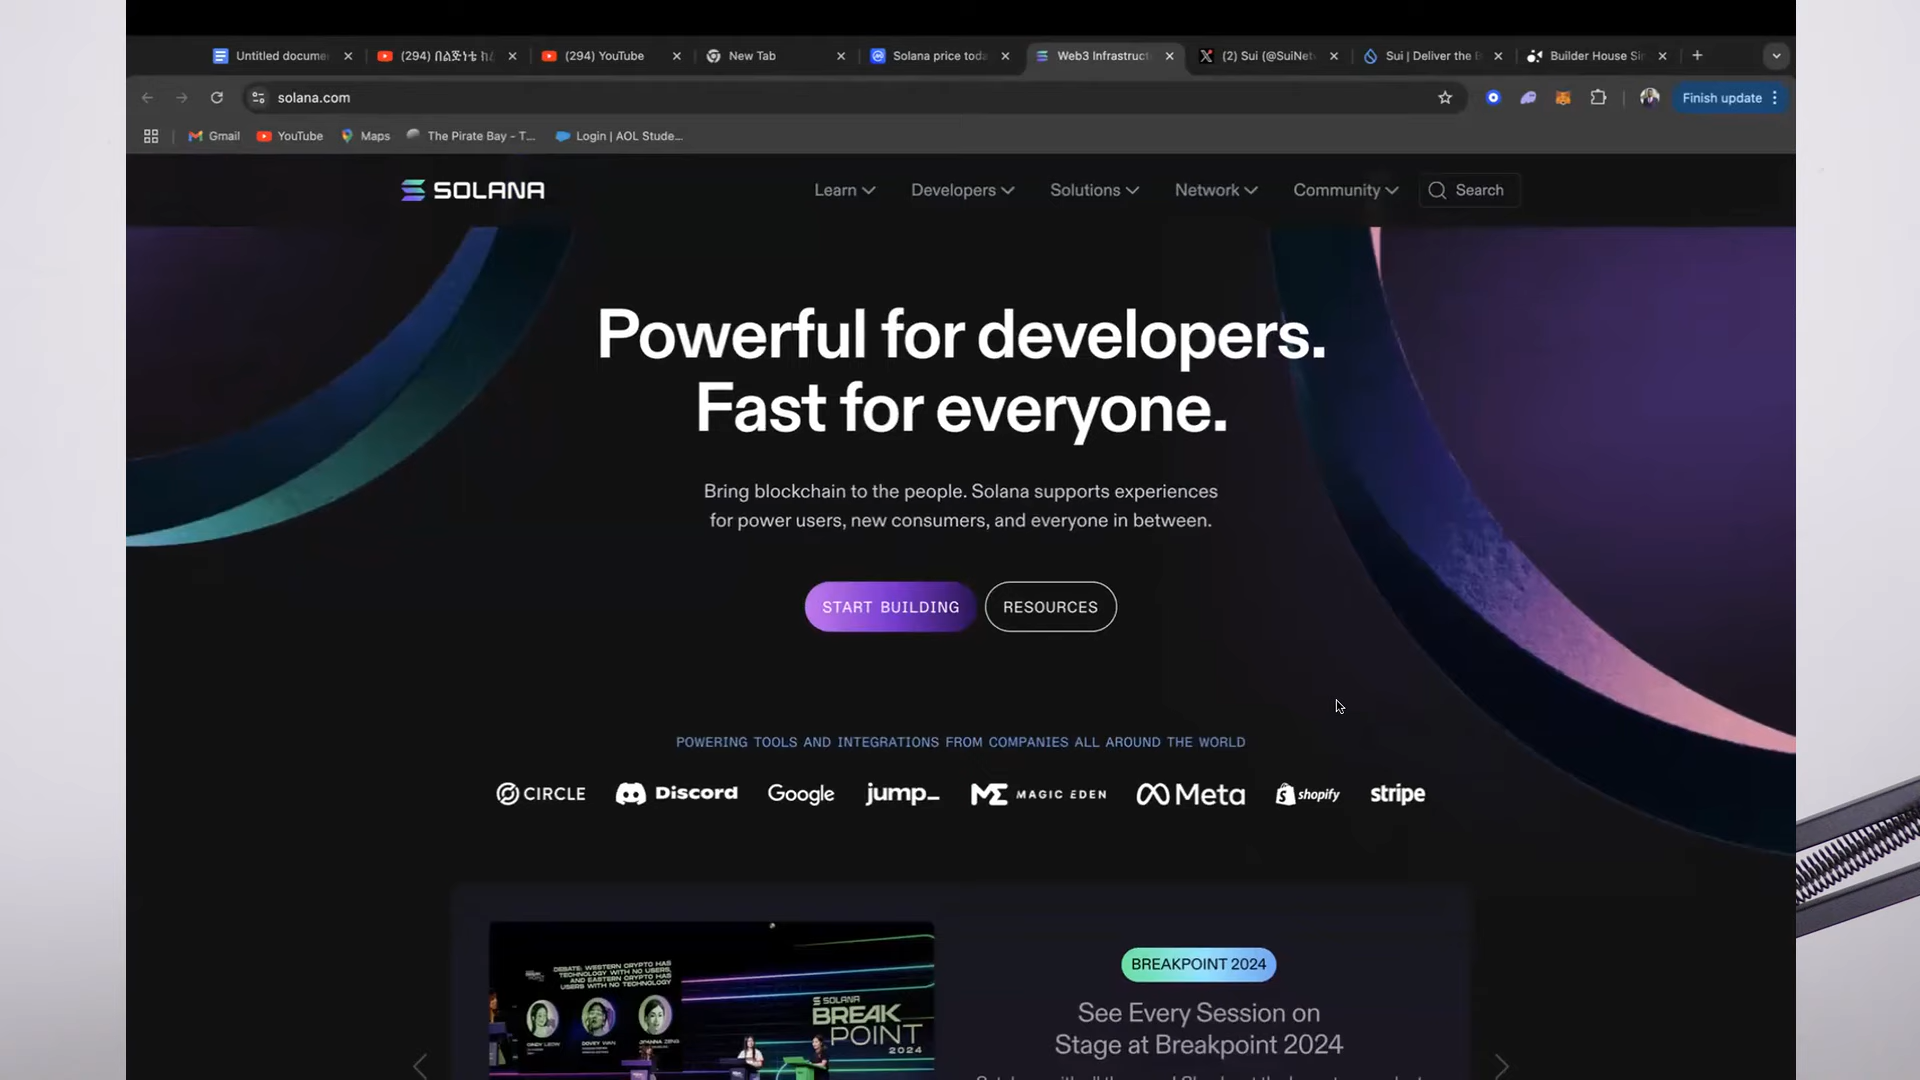 Untitled docume
(294) በልጅነቴ ከ
(294) YouTube
New Tab
Solana price toda
Web3 Infrastruct
(2) Sui (@SuiNet
Sui | Deliver the B
Builder House Si
solana.com
Finish update
Gmail
YouTube
Maps
The Pirate Bay - T...
Login | AOL Stude...
SOLANA
Learn
Developers
Solutions
Network
Community
Search
Powerful for developers.
Fast for everyone.
Bring blockchain to the people. Solana supports experiences
for power users, new consumers, and everyone in between.
START BUILDING
RESOURCES
POWERING TOOLS AND INTEGRATIONS FROM COMPANIES ALL AROUND THE WORLD
CIRCLE
Discord
Google
jump_
MAGIC EDEN
Meta
shopify
stripe
DEBATE: WESTERN CRYPTO HAS
TECHNOLOGY WITH NO USERS,
AND EASTERN CRYPTO HAS
USERS WITH NO TECHNOLOGY
SOLANA
BREAK
POINT
2024
BREAKPOINT 2024
See Every Session on
Stage at Breakpoint 2024